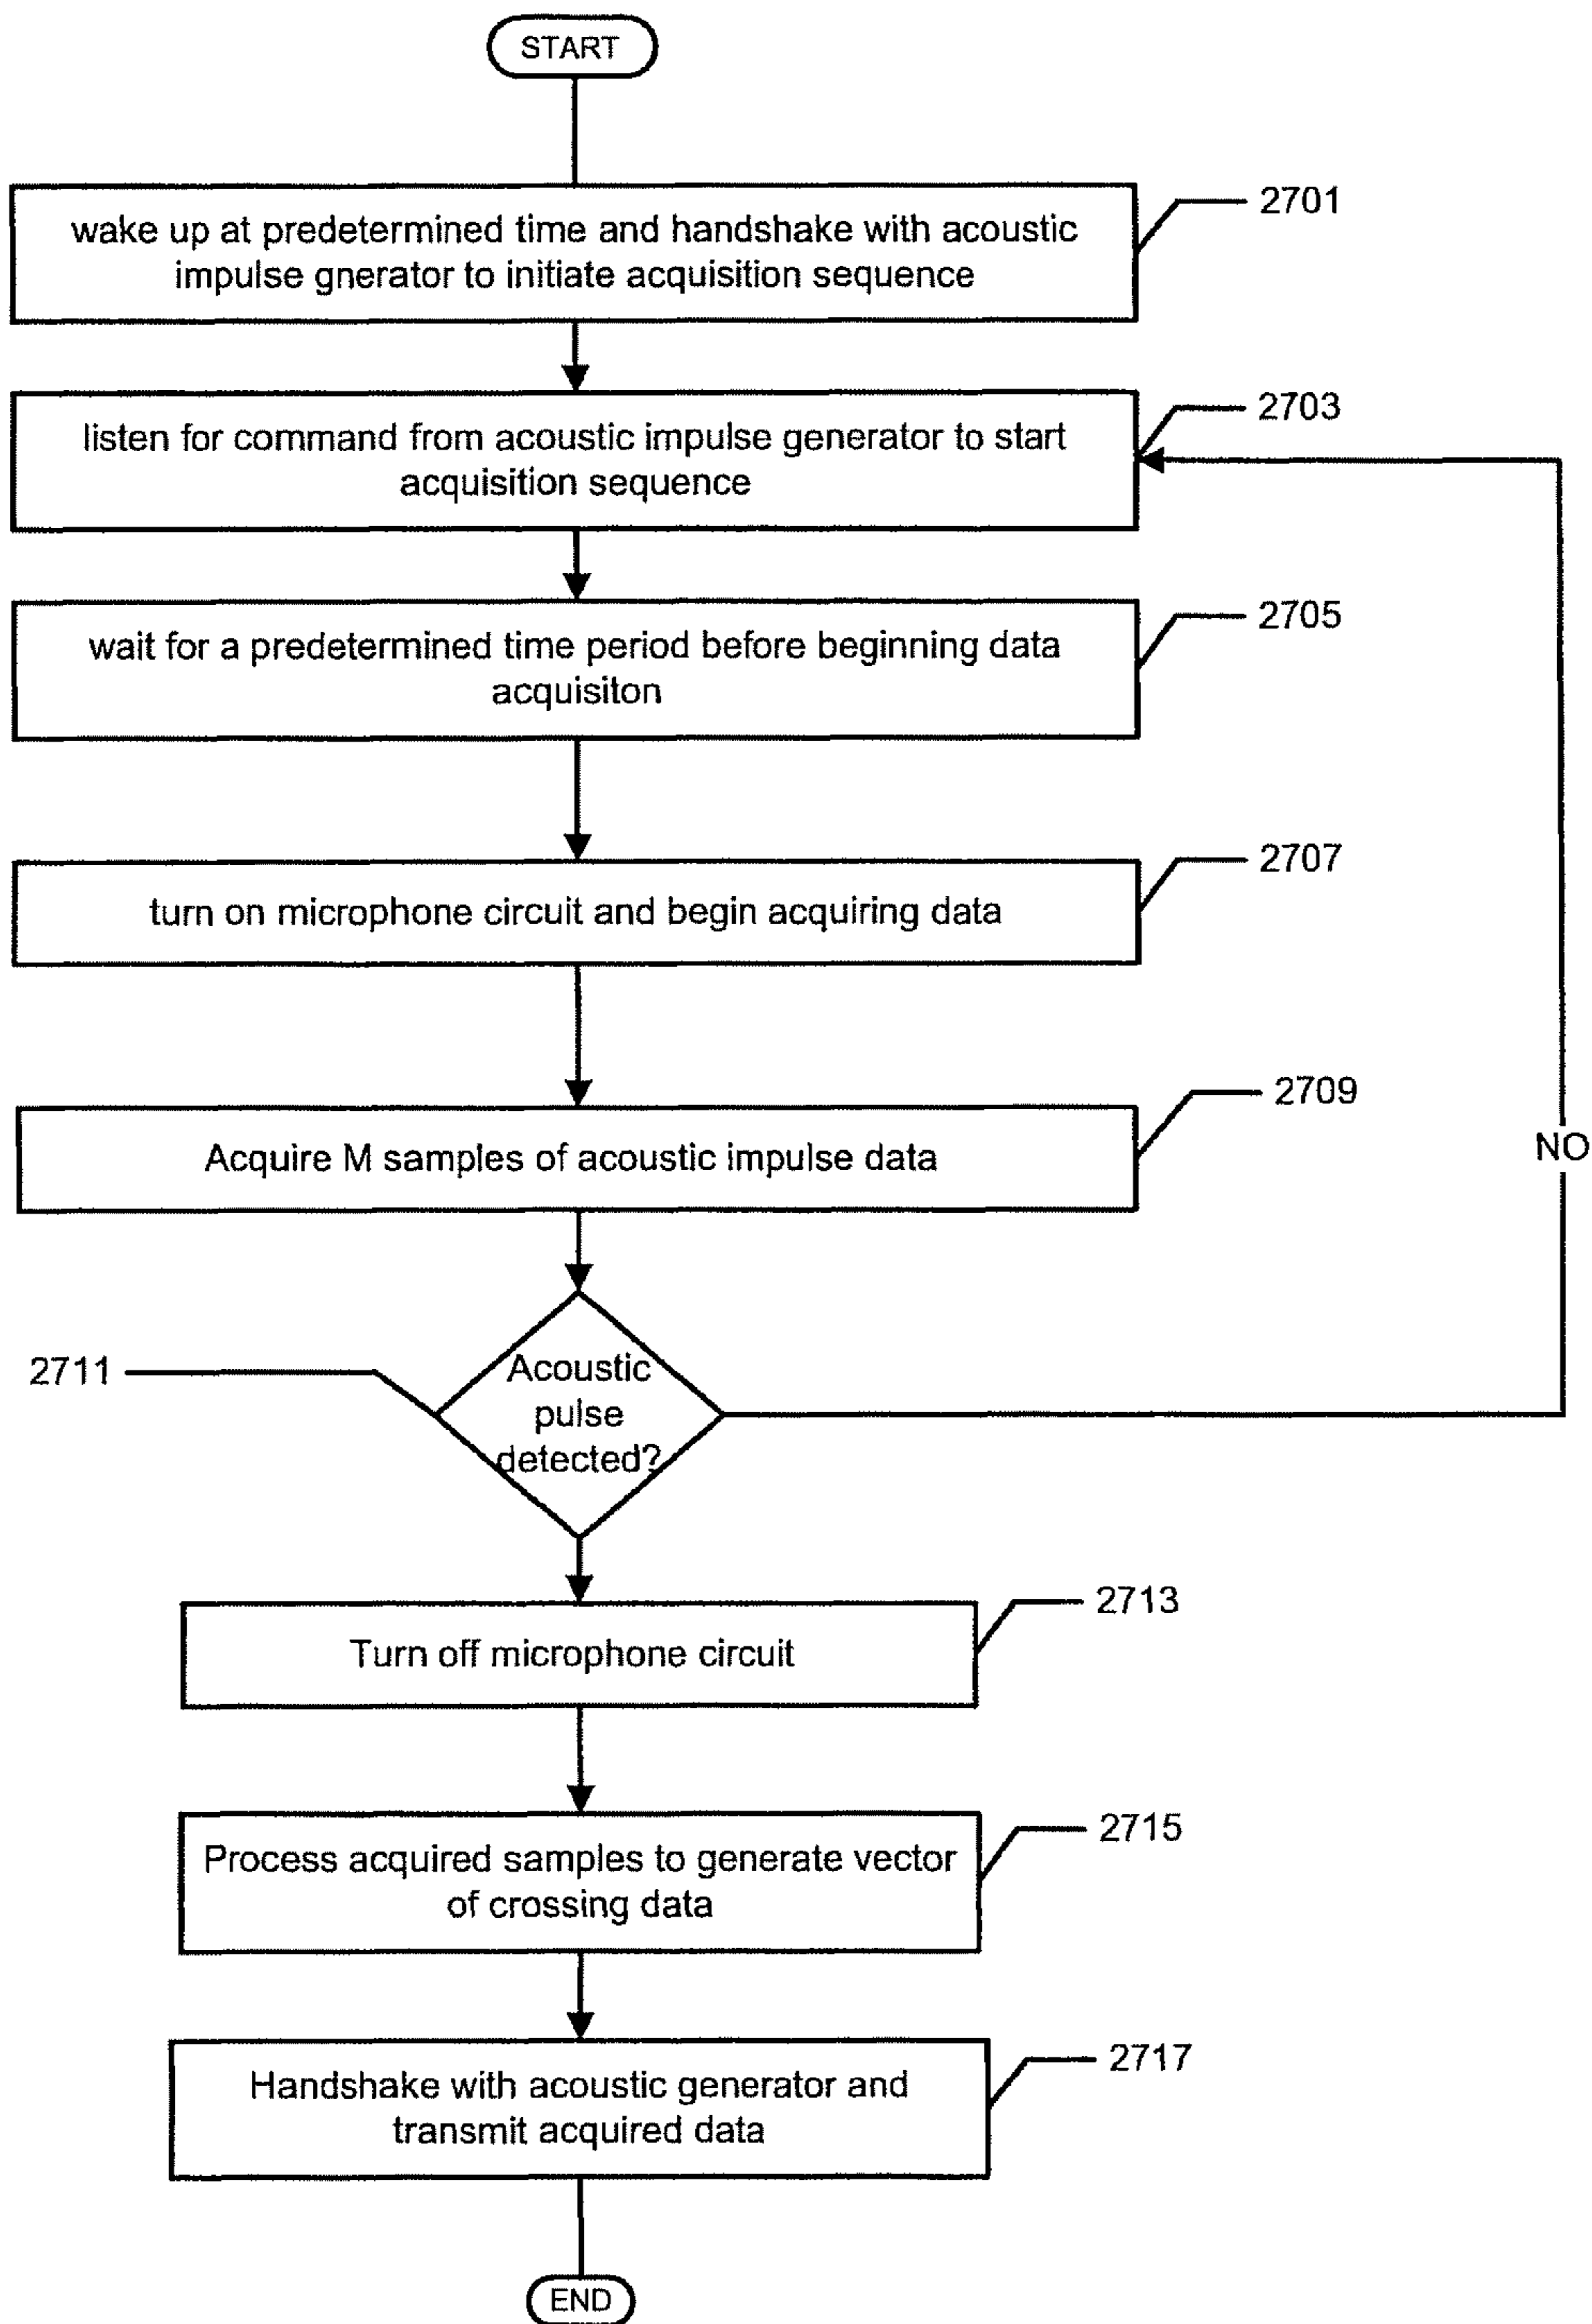 START
wake up at predetermined time and handshake with acoustic
impulse gnerator to initiate acquisition sequence
2701
listen for command from acoustic impulse generator to start
acquisition sequence
2703
wait for a predetermined time period before beginning data
acquisiton
2705
turn on microphone circuit and begin acquiring data
2707
Acquire M samples of acoustic impulse data
2709
NO
2711
Acoustic
pulse
detected?
Turn off microphone circuit
2713
Process acquired samples to generate vector
of crossing data
2715
Handshake with acoustic generator and
transmit acquired data
2717
END